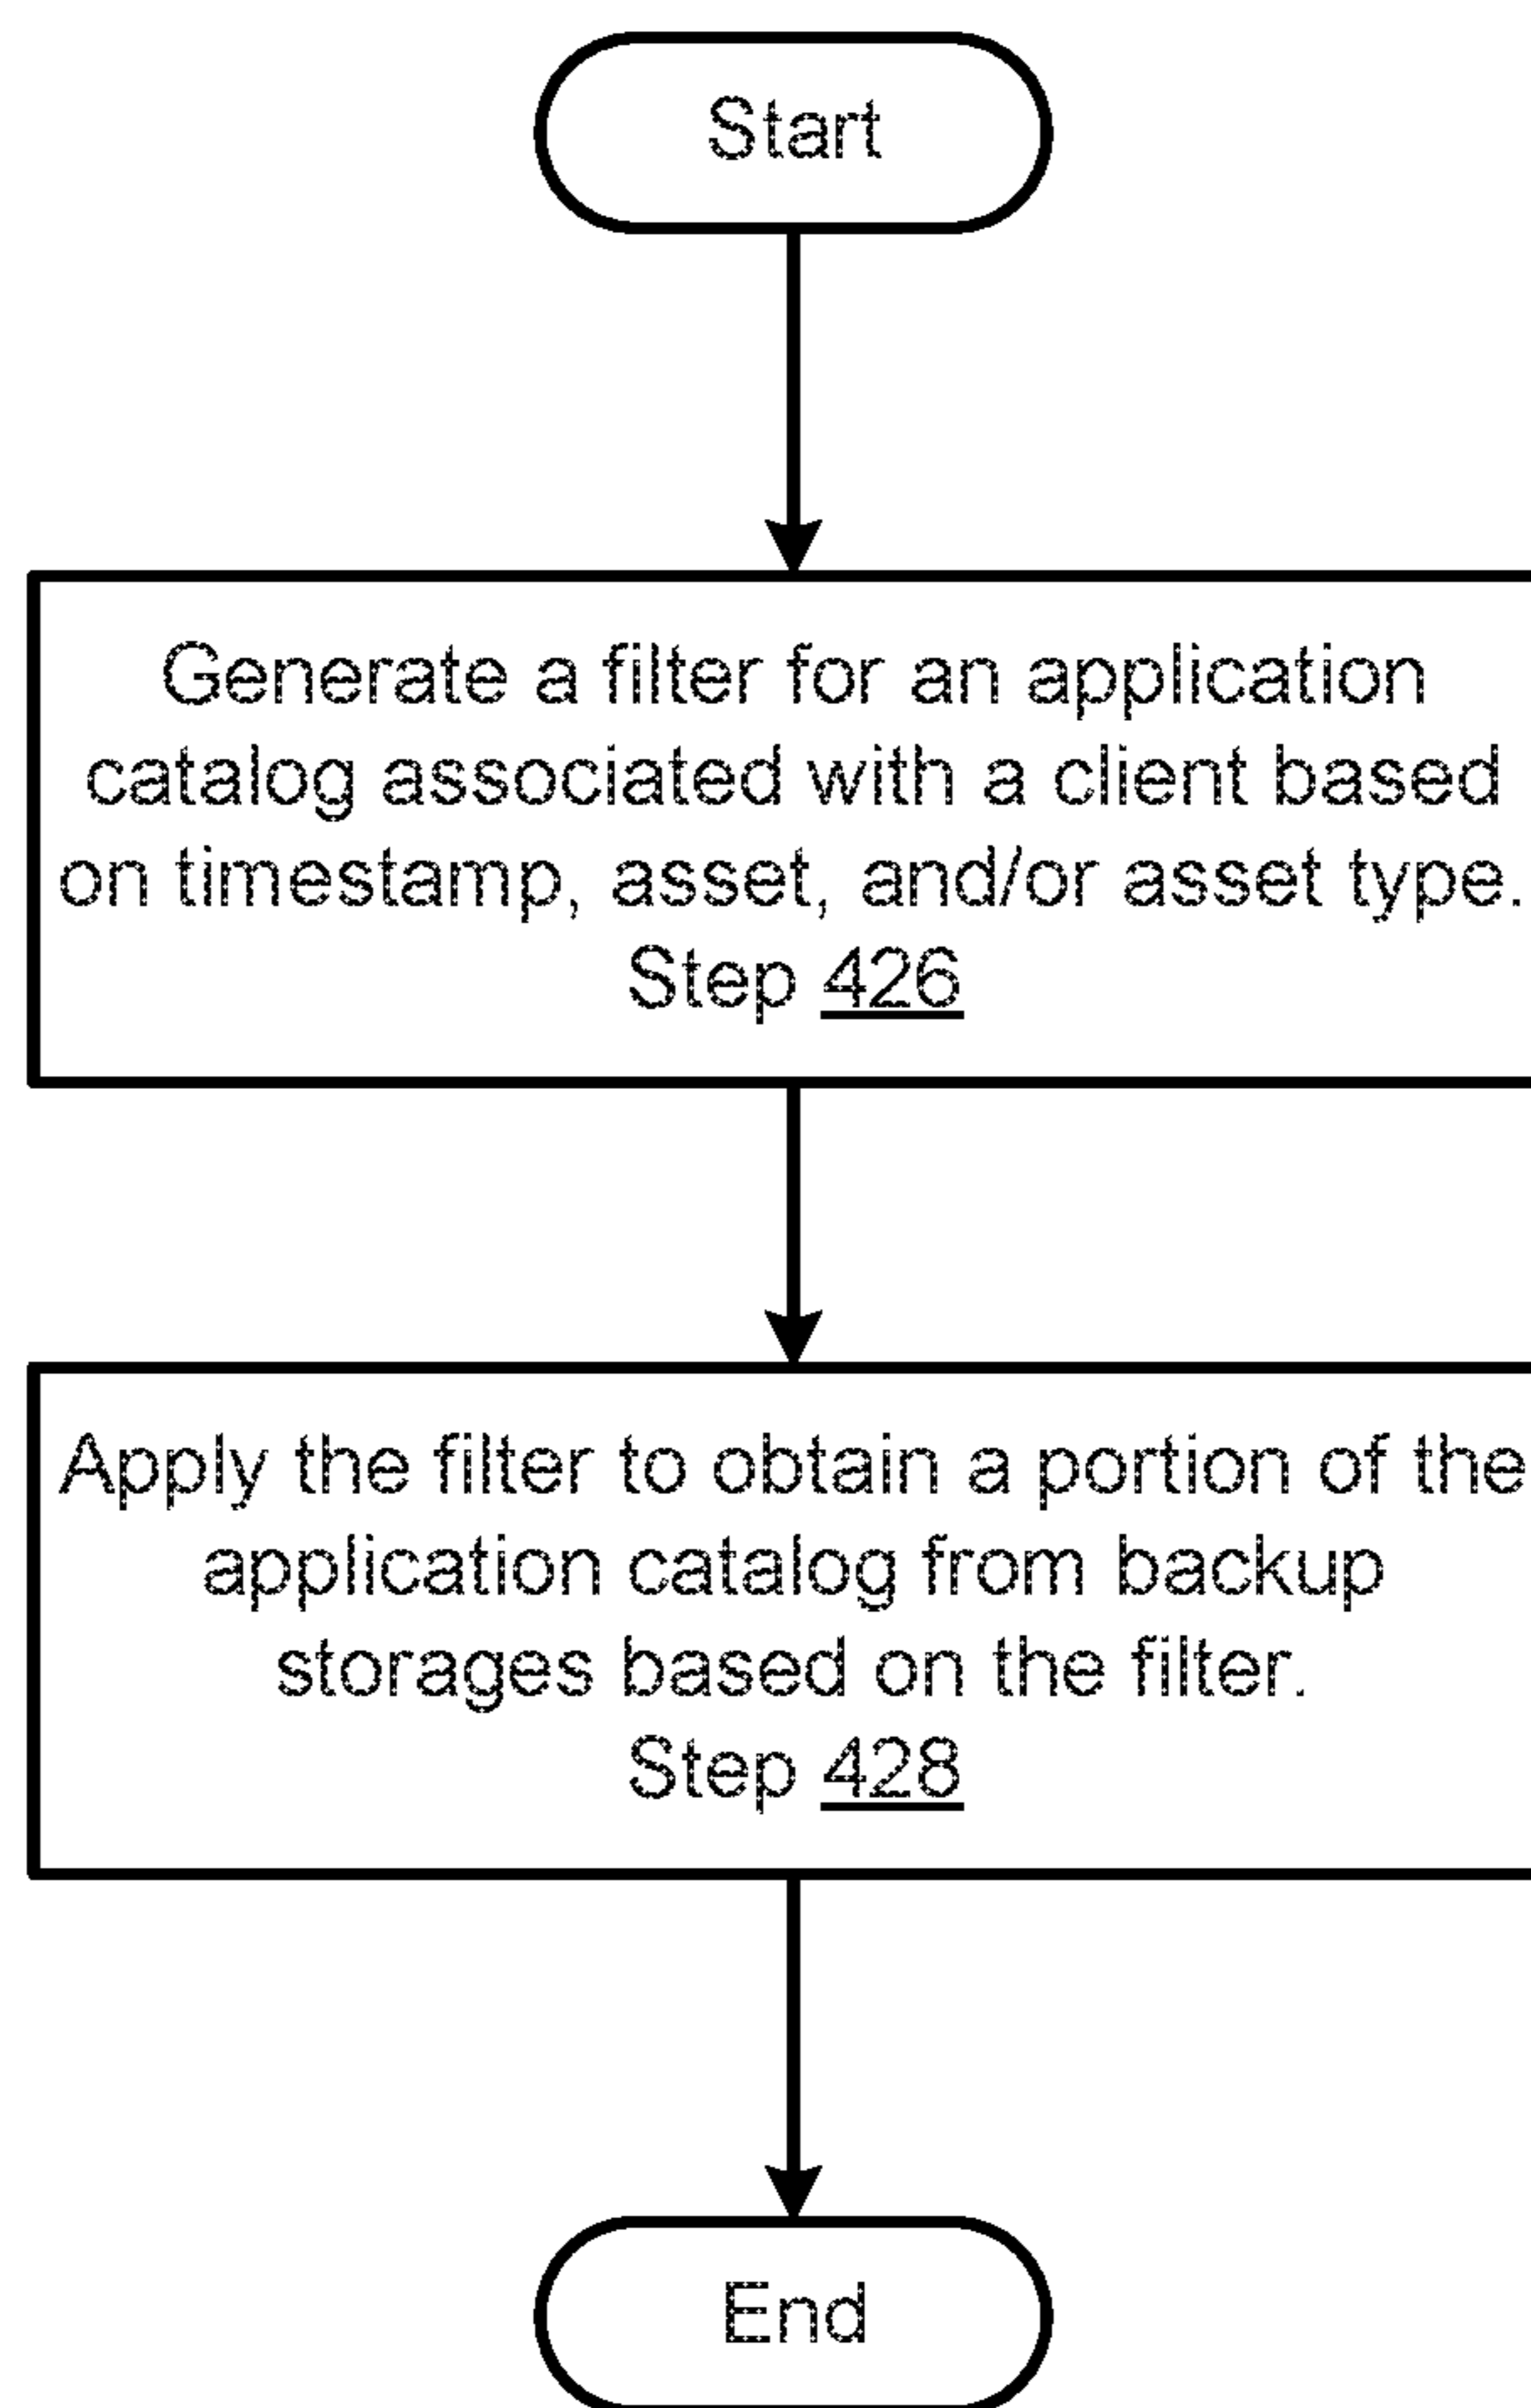 Start
Generate a filter for an application
catalog associated with a client based
on timestamp, asset, and/or asset type.
Step 426
Apply the filter to obtain a portion of the
application catalog from backup
storages based on the filter.
Step 428
End